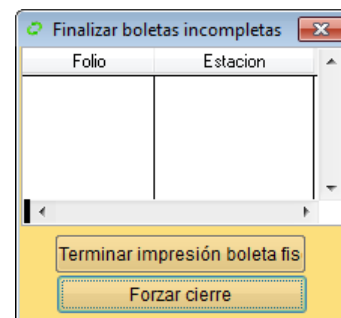 Finalizar boletas incompletas
Folio Estacion
Terminar impresión boleta fis
Forzar cierre